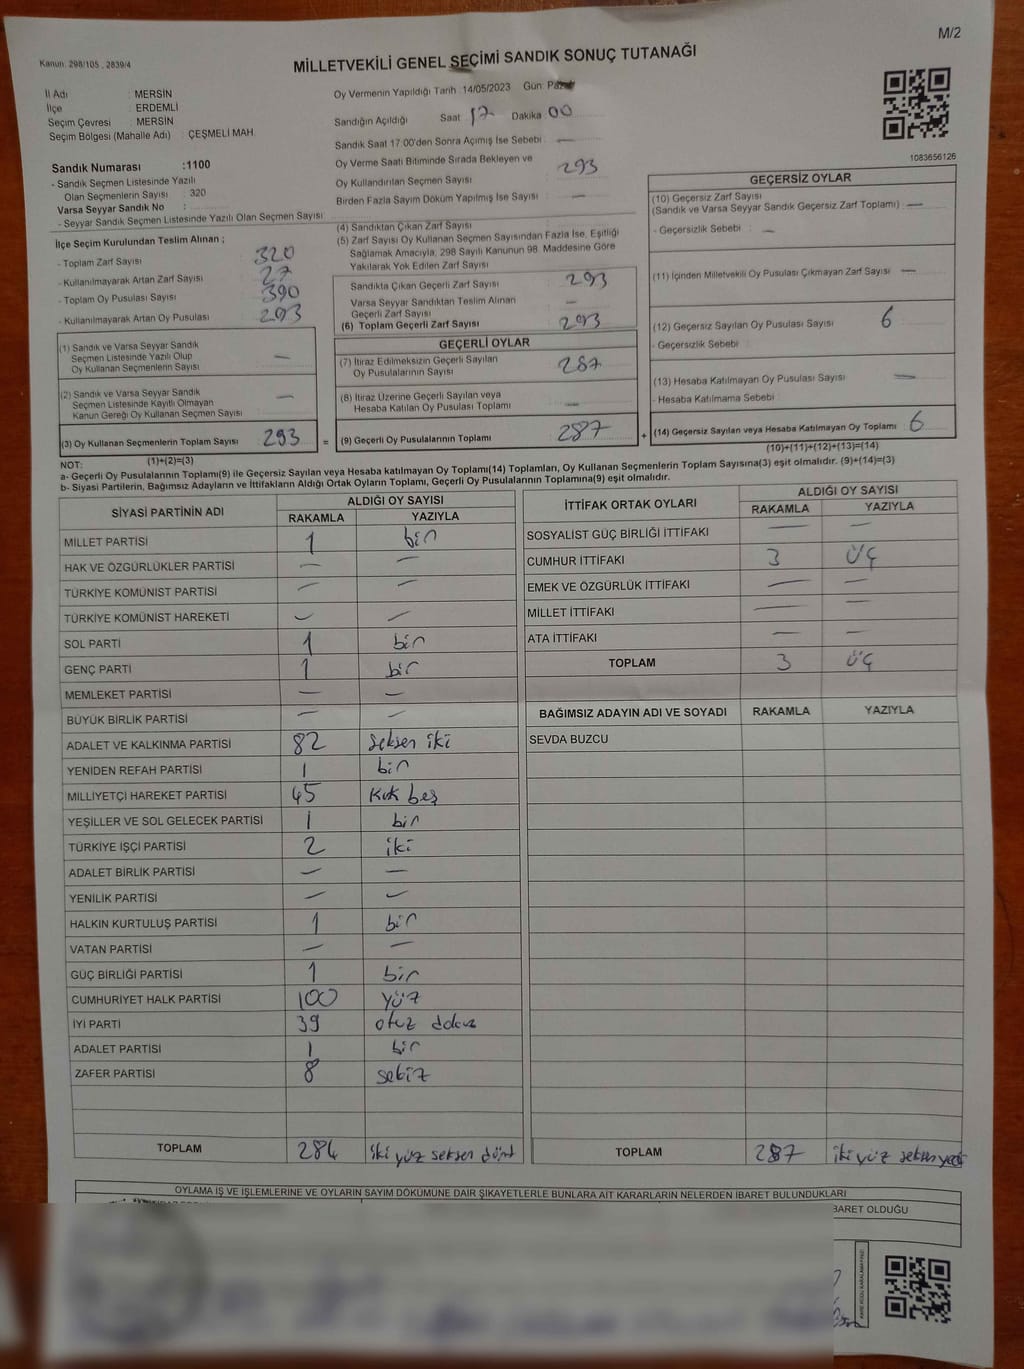 M/2
Kanun: 298/105 , 2839/4
MİLLETVEKİLİ GENEL SEÇİMİ SANDIK SONUÇ TUTANAĞI
İl Adı : MERSİN
İlçe : ERDEMLİ
Seçim Çevresi : MERSİN
Seçim Bölgesi (Mahalle Adı) : ÇEŞMELİ MAH.
Sandık Numarası :1100
- Sandık Seçmen Listesinde Yazılı
Olan Seçmenlerin Sayısı : 320
Varsa Seyyar Sandık No :
- Seyyar Sandık Seçmen Listesinde Yazılı Olan Seçmen Sayısı :
Oy Vermenin Yapıldığı Tarih :14/05/2023 Gün: Pazar
Sandığın Açıldığı Saat 17 Dakika 00
Sandık Saat 17:00'den Sonra Açımış İse Sebebi : —
Oy Verme Saati Bitiminde Sırada Bekleyen ve
Oy Kullandırılan Seçmen Sayısı : 293
Birden Fazla Sayım Döküm Yapılmış İse Sayısı : —
1083656126
İlçe Seçim Kurulundan Teslim Alınan ;
- Toplam Zarf Sayısı : 320
- Kullanılmayarak Artan Zarf Sayısı : 27
- Toplam Oy Pusulası Sayısı : 390
- Kullanılmayarak Artan Oy Pusulası : 293
(1) Sandık ve Varsa Seyyar Sandık
Seçmen Listesinde Yazılı Olup
Oy Kullanan Seçmenlerin Sayısı : —
(2) Sandık ve Varsa Seyyar Sandık
Seçmen Listesinde Kayıtlı Olmayan
Kanun Gereği Oy Kullanan Seçmen Sayısı : —
(3) Oy Kullanan Seçmenlerin Toplam Sayısı : 293 =
(1)+(2)=(3)
(4) Sandıktan Çıkan Zarf Sayısı :
(5) Zarf Sayısı Oy Kullanan Seçmen Sayısından Fazla İse, Eşitliği
Sağlamak Amacıyla, 298 Sayılı Kanunun 98. Maddesine Göre
Yakılarak Yok Edilen Zarf Sayısı :
Sandıkta Çıkan Geçerli Zarf Sayısı : 293
Varsa Seyyar Sandıktan Teslim Alınan
Geçerli Zarf Sayısı : —
(6) Toplam Geçerli Zarf Sayısı : 293
GEÇERLİ OYLAR
(7) İtiraz Edilmeksizin Geçerli Sayılan
Oy Pusulalarının Sayısı : 287
(8) İtiraz Üzerine Geçerli Sayılan veya
Hesaba Katılan Oy Pusulası Toplamı : —
(9) Geçerli Oy Pusulalarının Toplamı : 287 +
GEÇERSİZ OYLAR
(10) Geçersiz Zarf Sayısı
(Sandık ve Varsa Seyyar Sandık Geçersiz Zarf Toplamı) : —
- Geçersizlik Sebebi : —
(11) İçinden Milletvekili Oy Pusulası Çıkmayan Zarf Sayısı : —
(12) Geçersiz Sayılan Oy Pusulası Sayısı : 6
- Geçersizlik Sebebi :
(13) Hesaba Katılmayan Oy Pusulası Sayısı : —
- Hesaba Katılmama Sebebi :
(14) Geçersiz Sayılan veya Hesaba Katılmayan Oy Toplamı : 6
(10)+(11)+(12)+(13)=(14)
NOT:
a- Geçerli Oy Pusulalarının Toplamı(9) ile Geçersiz Sayılan veya Hesaba katılmayan Oy Toplamı(14) Toplamları, Oy Kullanan Seçmenlerin Toplam Sayısına(3) eşit olmalıdır. (9)+(14)=(3)
b- Siyasi Partilerin, Bağımsız Adayların ve İttifakların Aldığı Ortak Oyların Toplamı, Geçerli Oy Pusulalarının Toplamına(9) eşit olmalıdır.
SİYASİ PARTİNİN ADI ALDIĞI OY SAYISI
RAKAMLA YAZIYLA
MİLLET PARTİSİ 1 bir
HAK VE ÖZGÜRLÜKLER PARTİSİ — —
TÜRKİYE KOMÜNİST PARTİSİ — —
TÜRKİYE KOMÜNİST HAREKETİ — —
SOL PARTİ 1 bir
GENÇ PARTİ 1 bir
MEMLEKET PARTİSİ — —
BÜYÜK BİRLİK PARTİSİ — —
ADALET VE KALKINMA PARTİSİ 82 seksen iki
YENİDEN REFAH PARTİSİ 1 bir
MİLLİYETÇİ HAREKET PARTİSİ 45 Kırk beş
YEŞİLLER VE SOL GELECEK PARTİSİ 1 bir
TÜRKİYE İŞÇİ PARTİSİ 2 iki
ADALET BİRLİK PARTİSİ — —
YENİLİK PARTİSİ — —
HALKIN KURTULUŞ PARTİSİ 1 bir
VATAN PARTİSİ — —
GÜÇ BİRLİĞİ PARTİSİ 1 bir
CUMHURİYET HALK PARTİSİ 100 yüz
İYİ PARTİ 39 otuz dokuz
ADALET PARTİSİ 1 bir
ZAFER PARTİSİ 8 sekiz
TOPLAM 284 iki yüz seksen dört
İTTİFAK ORTAK OYLARI ALDIĞI OY SAYISI
RAKAMLA YAZIYLA
SOSYALİST GÜÇ BİRLİĞİ İTTİFAKI — —
CUMHUR İTTİFAKI 3 üç
EMEK VE ÖZGÜRLÜK İTTİFAKI — —
MİLLET İTTİFAKI — —
ATA İTTİFAKI — —
TOPLAM 3 üç
BAĞIMSIZ ADAYIN ADI VE SOYADI RAKAMLA YAZIYLA
SEVDA BUZCU
TOPLAM 287 iki yüz seksen yedi
OYLAMA İŞ VE İŞLEMLERİNE VE OYLARIN SAYIM DÖKÜMÜNE DAİR ŞİKAYETLERLE BUNLARA AİT KARARLARIN NELERDEN İBARET BULUNDUKLARI
BARET OLDUĞU